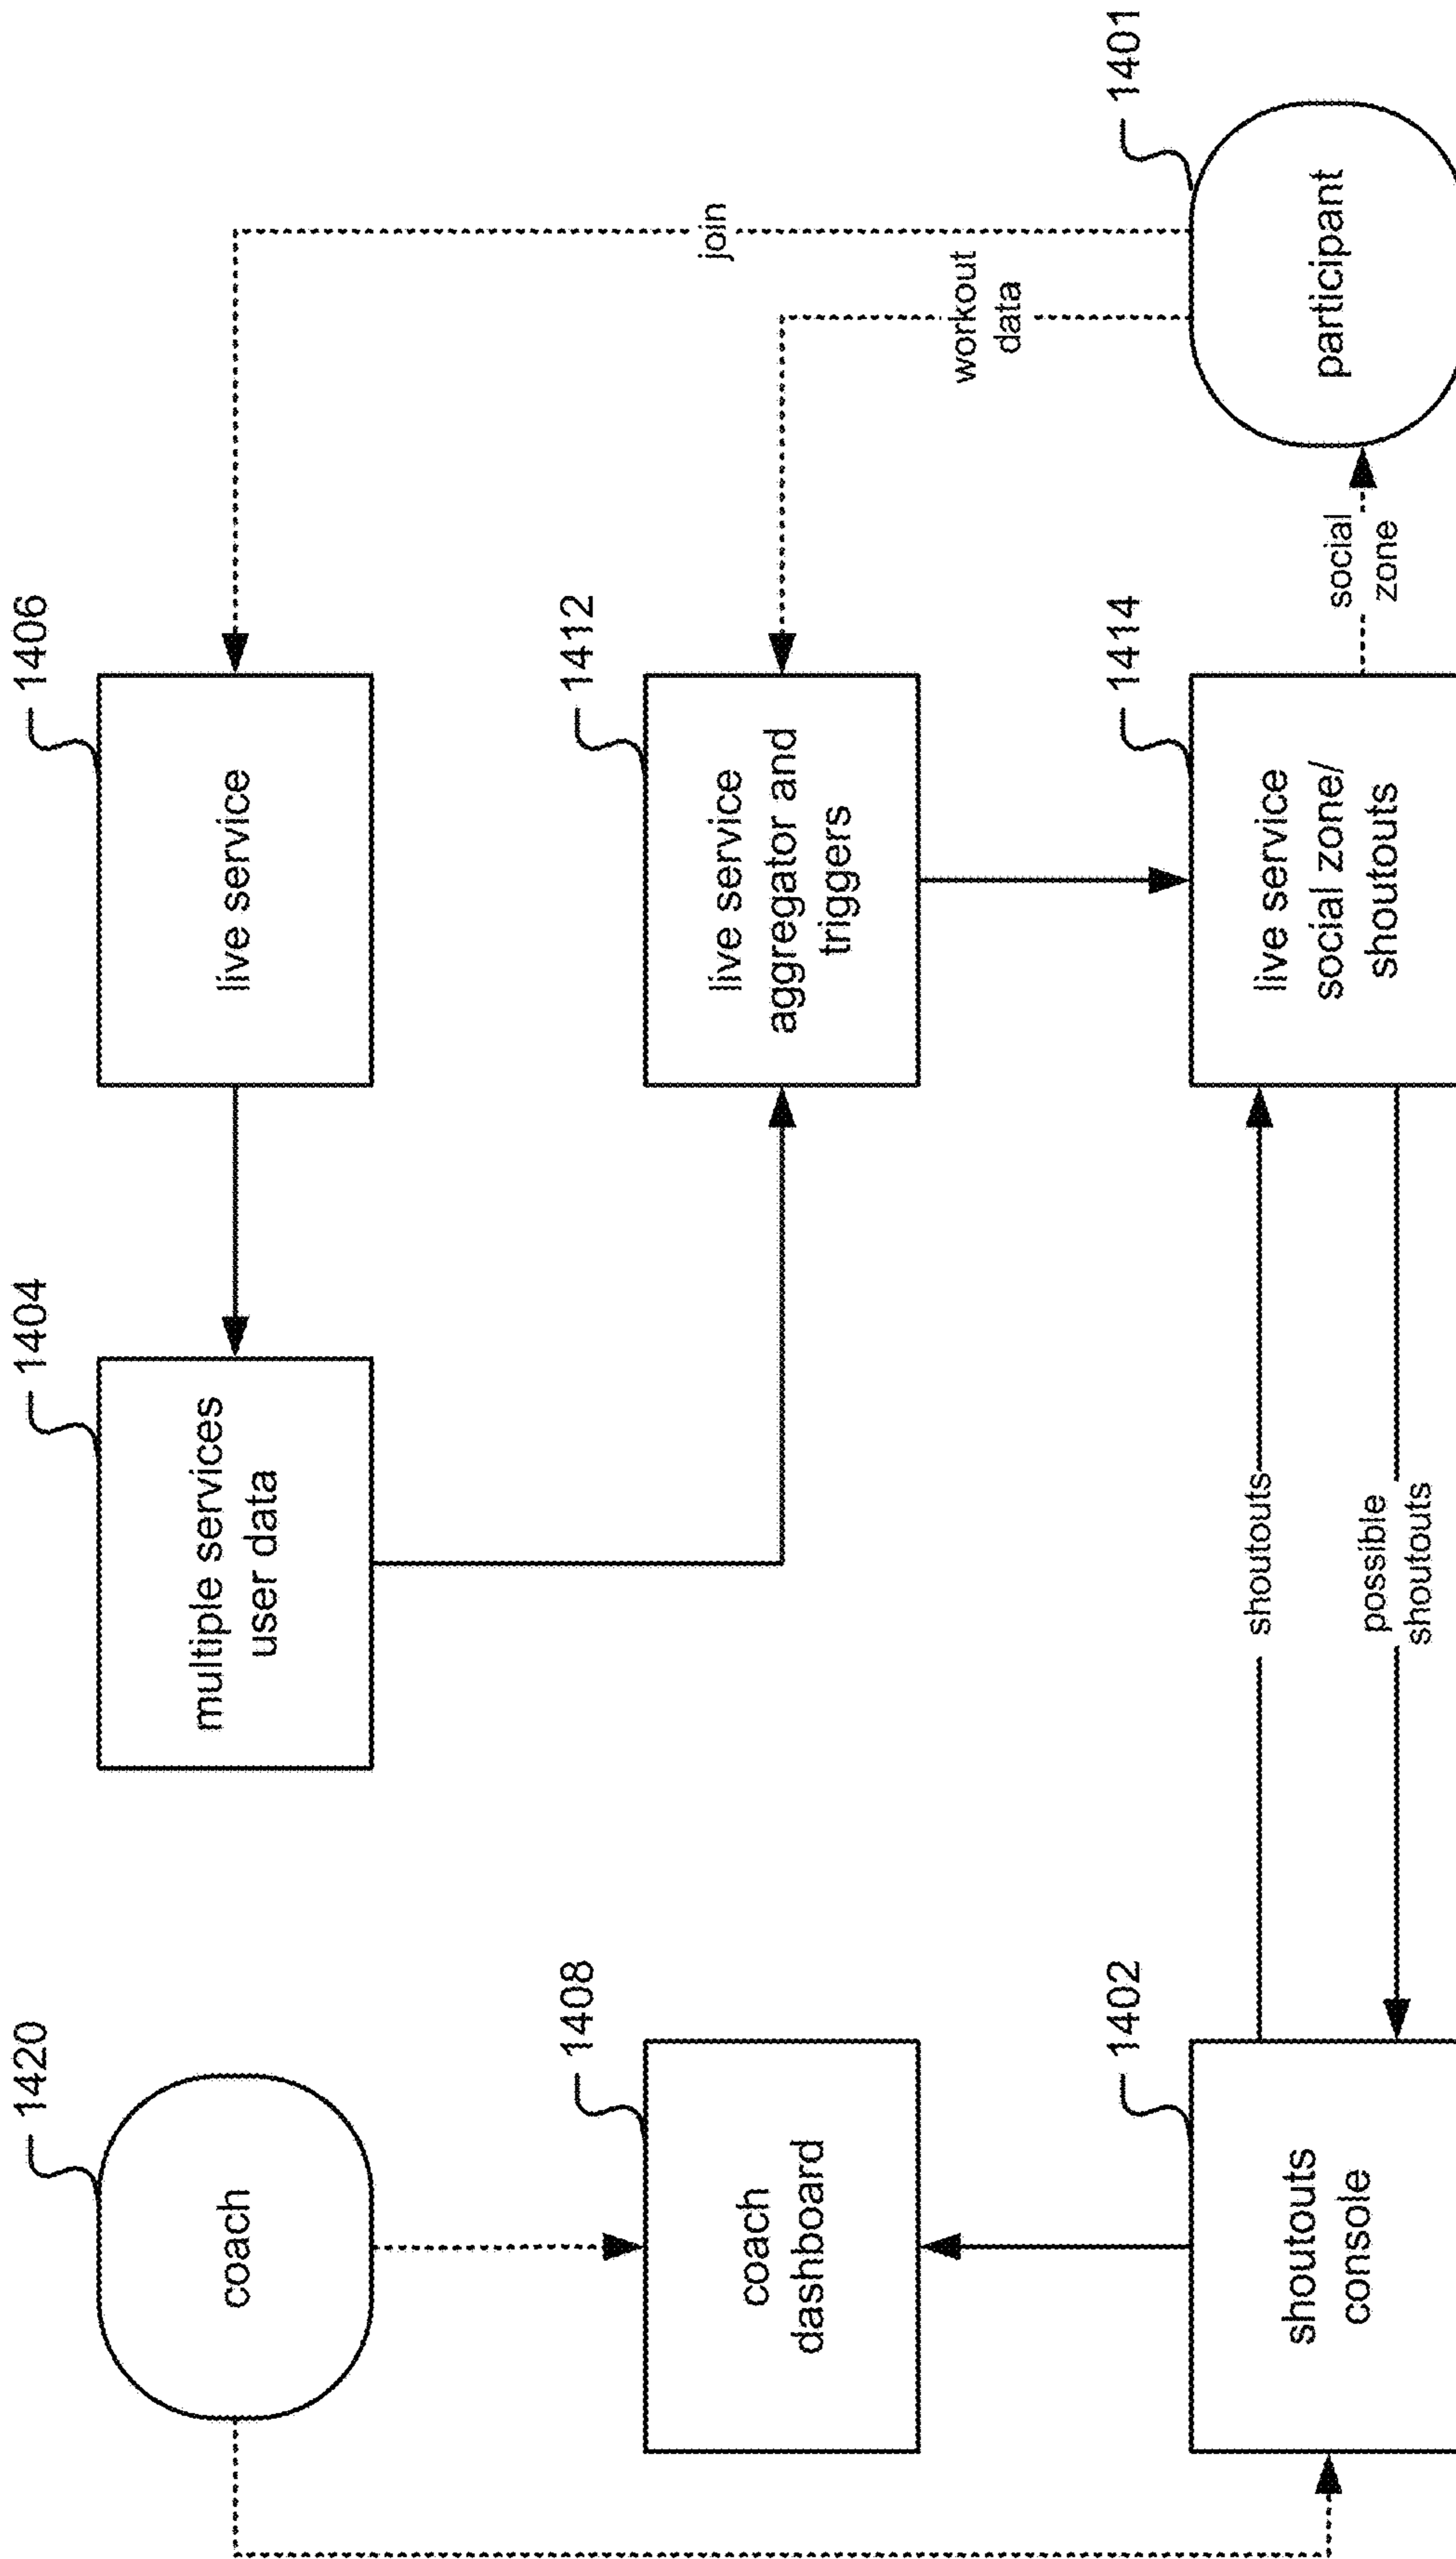 1420
coach
1404
multiple services
user data
1406
live service
1408
coach
dashboard
1412
live service
aggregator and
triggers
join
workout
data
1402
shoutouts
console
shoutouts
possible
shoutouts
1414
live service
social zone/
shoutouts
social
zone
1401
participant